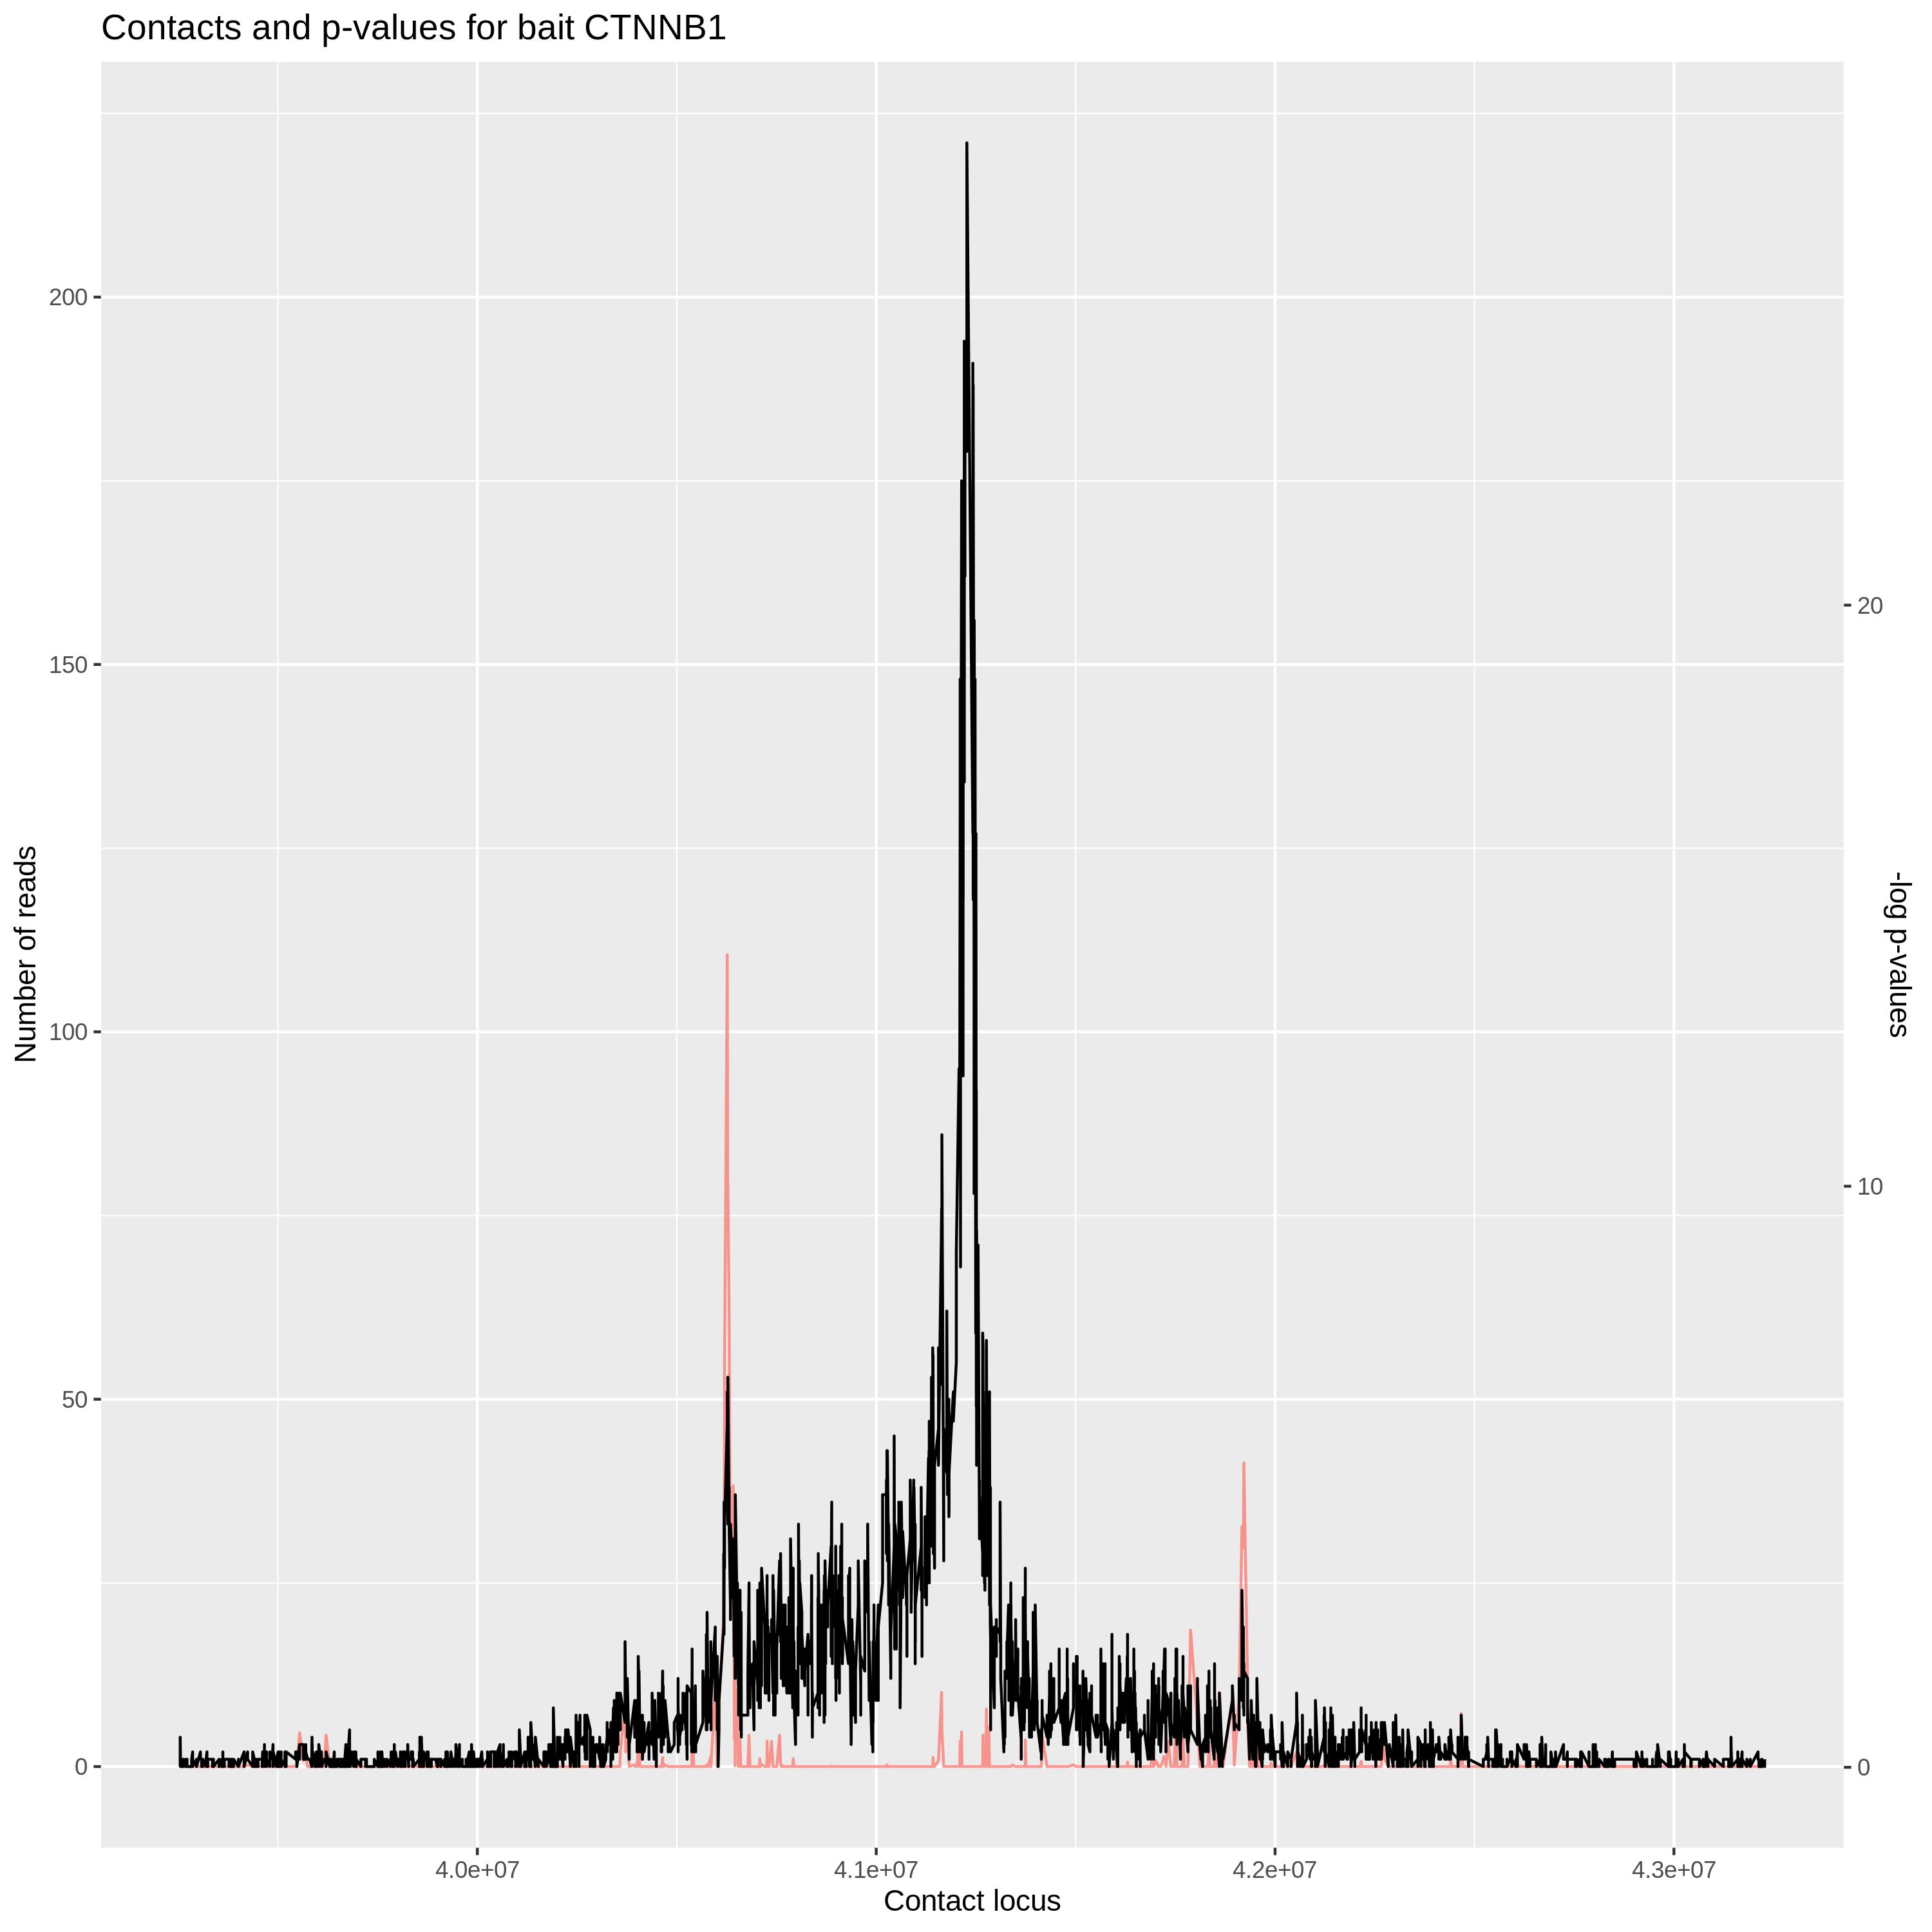 Contacts and p-values for bait CTNNB1
Number of reads
200
150
100
50
0
20
10
0
-log p-values
4.0e+07 4.1e+07 4.2e+07 4.3e+07
Contact locus